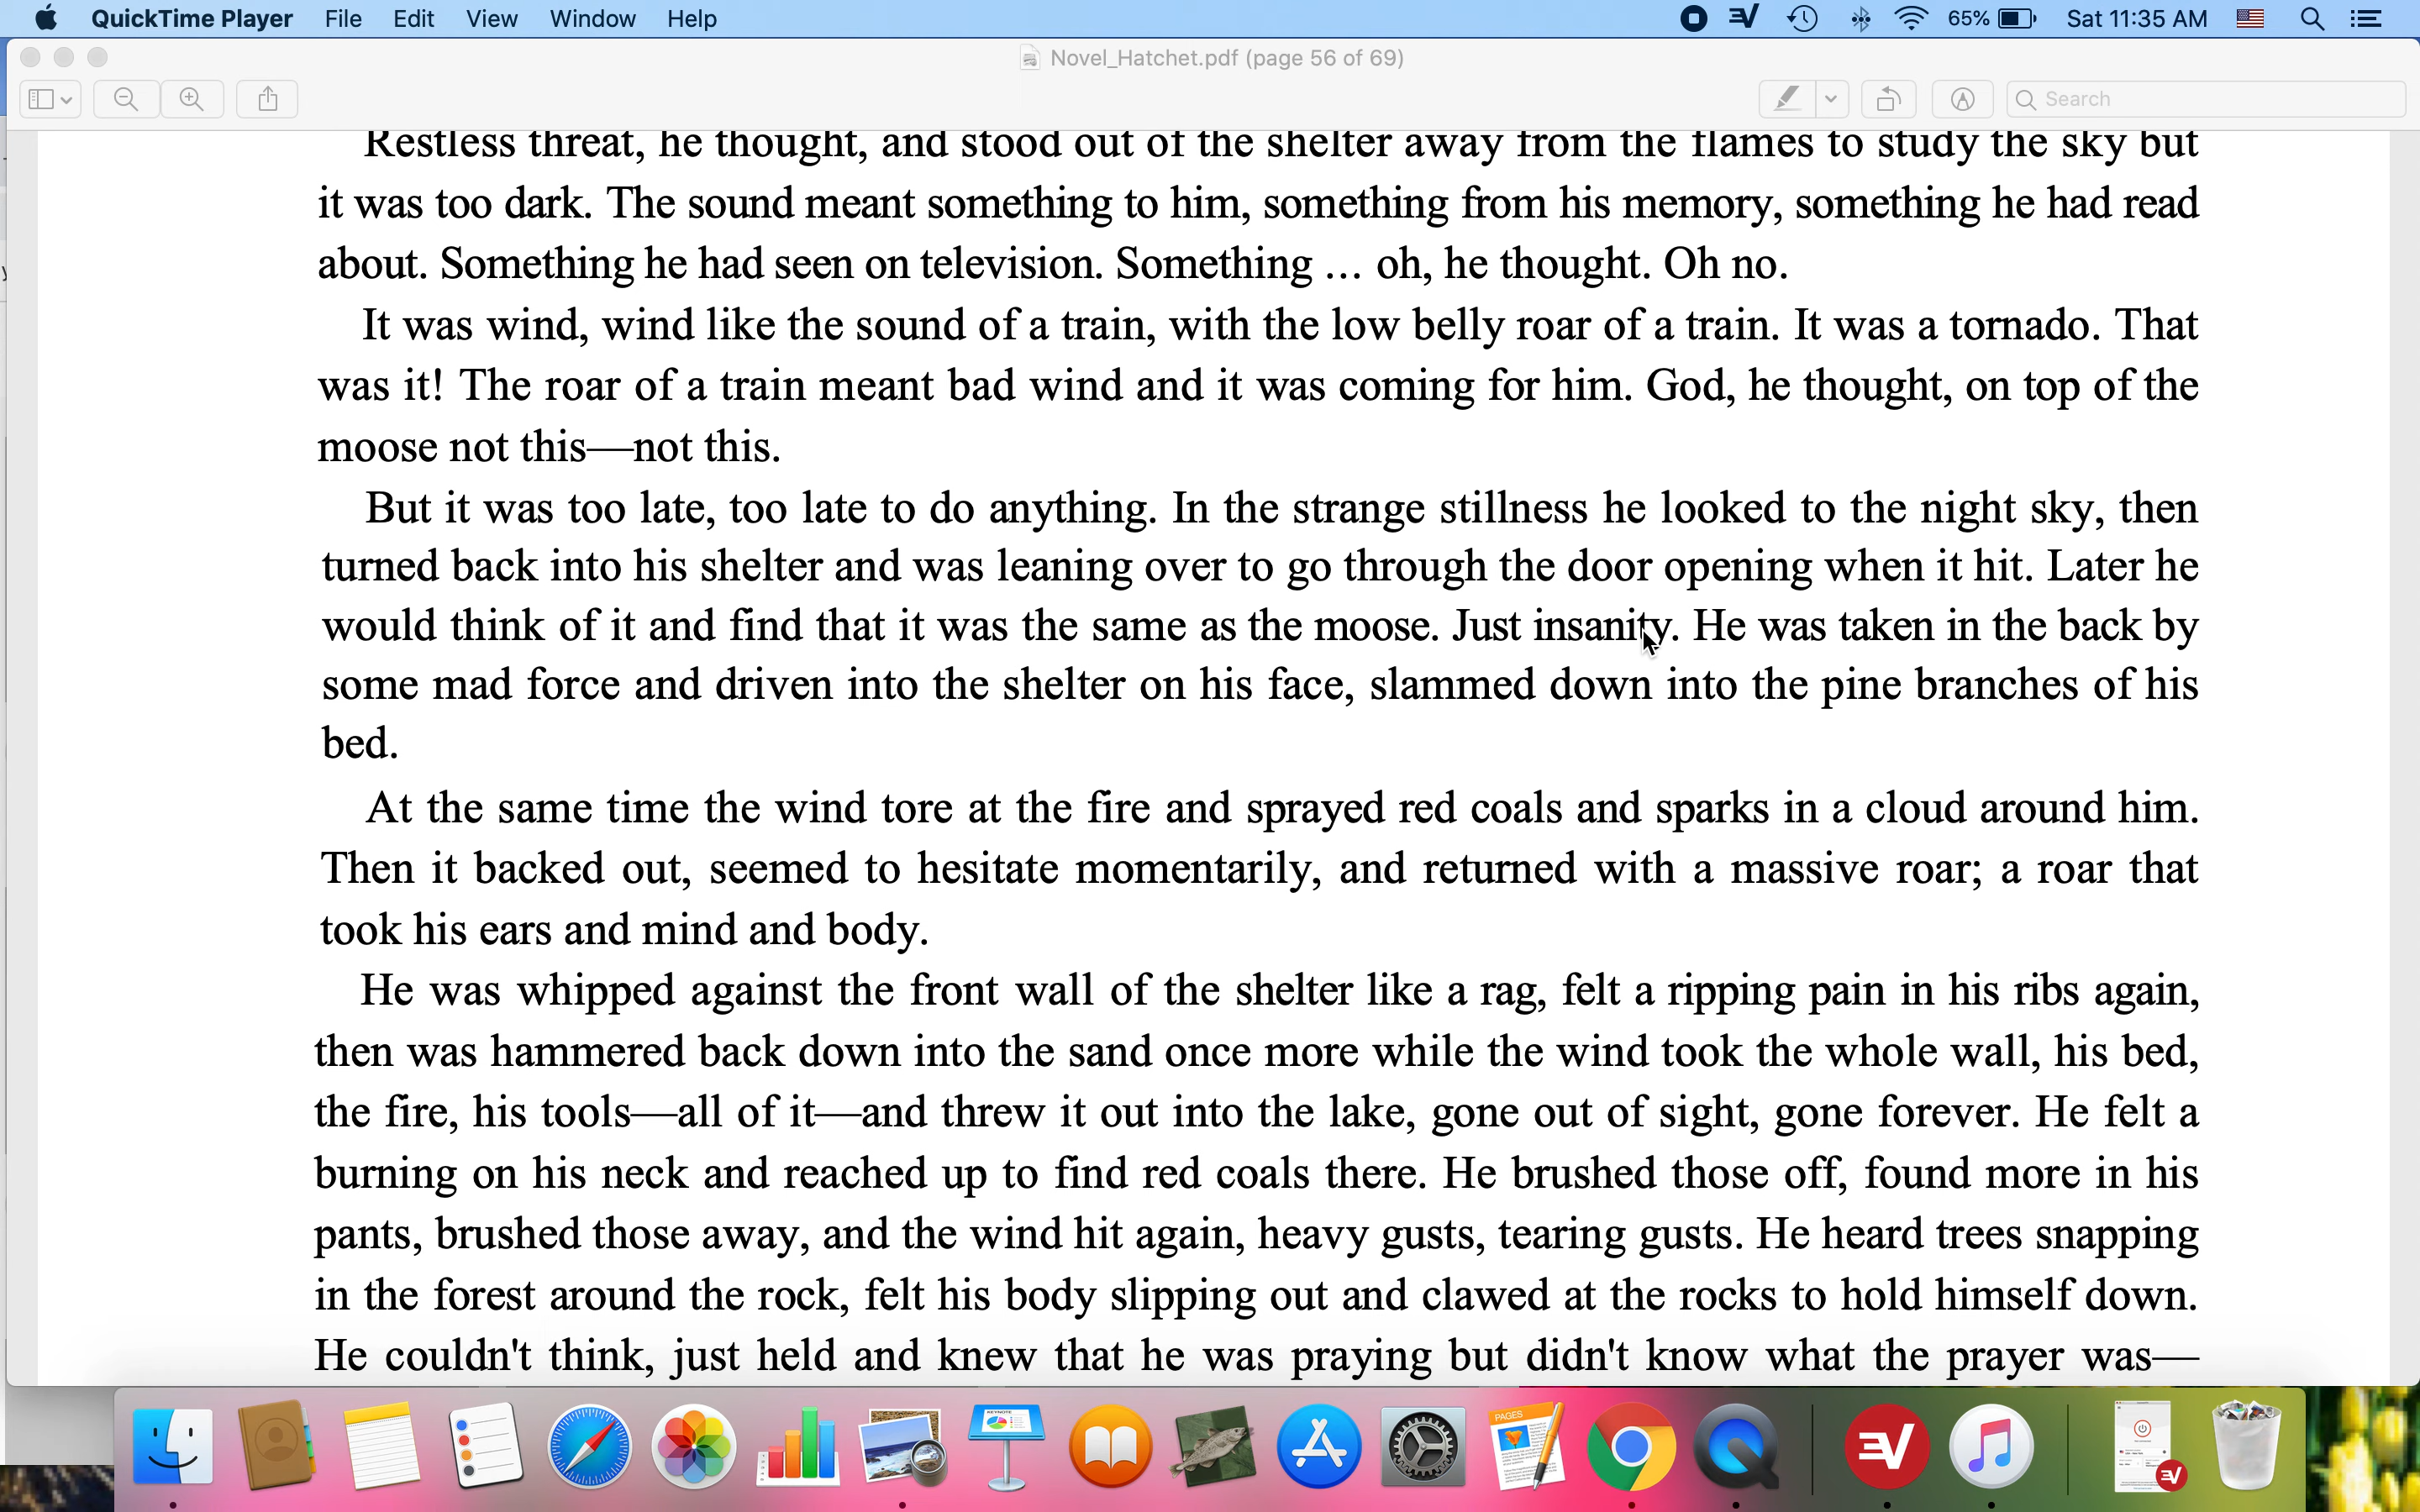 QuickTime Player File Edit View Window Help 65% Sat 11:35 AM
Novel_Hatchet.pdf (page 56 of 69)
Search
Restless threat, he thought, and stood out of the shelter away from the flames to study the sky but
it was too dark. The sound meant something to him, something from his memory, something he had read
about. Something he had seen on television. Something ... oh, he thought. Oh no.
It was wind, wind like the sound of a train, with the low belly roar of a train. It was a tornado. That
was it! The roar of a train meant bad wind and it was coming for him. God, he thought, on top of the
moose not this—not this.
But it was too late, too late to do anything. In the strange stillness he looked to the night sky, then
turned back into his shelter and was leaning over to go through the door opening when it hit. Later he
would think of it and find that it was the same as the moose. Just insanity. He was taken in the back by
some mad force and driven into the shelter on his face, slammed down into the pine branches of his
bed.
At the same time the wind tore at the fire and sprayed red coals and sparks in a cloud around him.
Then it backed out, seemed to hesitate momentarily, and returned with a massive roar; a roar that
took his ears and mind and body.
He was whipped against the front wall of the shelter like a rag, felt a ripping pain in his ribs again,
then was hammered back down into the sand once more while the wind took the whole wall, his bed,
the fire, his tools—all of it—and threw it out into the lake, gone out of sight, gone forever. He felt a
burning on his neck and reached up to find red coals there. He brushed those off, found more in his
pants, brushed those away, and the wind hit again, heavy gusts, tearing gusts. He heard trees snapping
in the forest around the rock, felt his body slipping out and clawed at the rocks to hold himself down.
He couldn't think, just held and knew that he was praying but didn't know what the prayer was—
PAGES